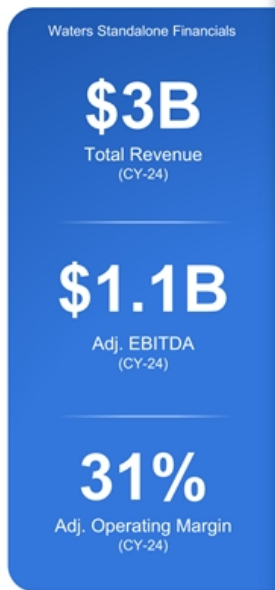 Waters Standalone Financials
$3B
Total Revenue
(CY-24)
$1.1B
Adj. EBITDA
(CY-24)
31%
Adj. Operating Margin
(CY-24)